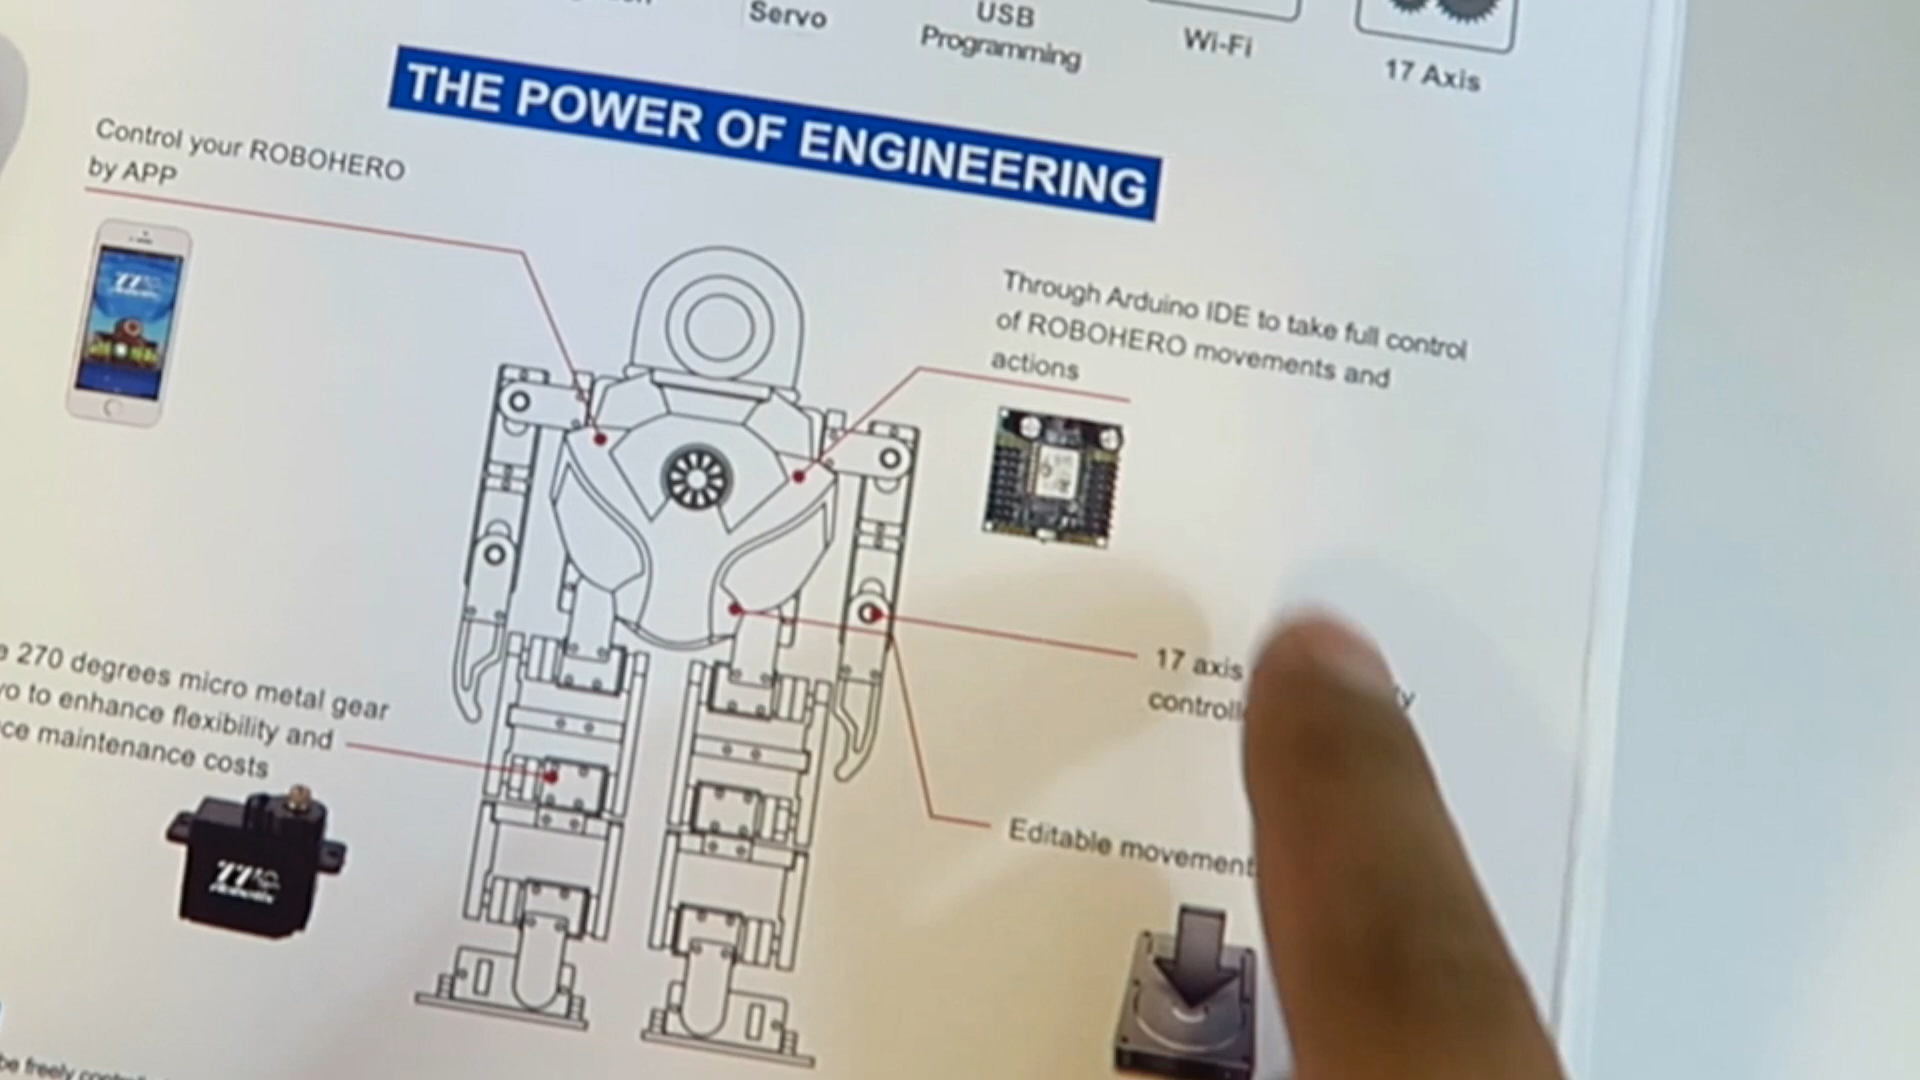 Servo
USB
Programming
Wi-Fi
17 Axis
THE POWER OF ENGINEERING
Control your ROBOHERO
by APP
Through Arduino IDE to take full control
of ROBOHERO movements and
actions
17 axis
270 degrees micro metal gear
to enhance flexibility and
maintenance costs
Editable movement
be freely